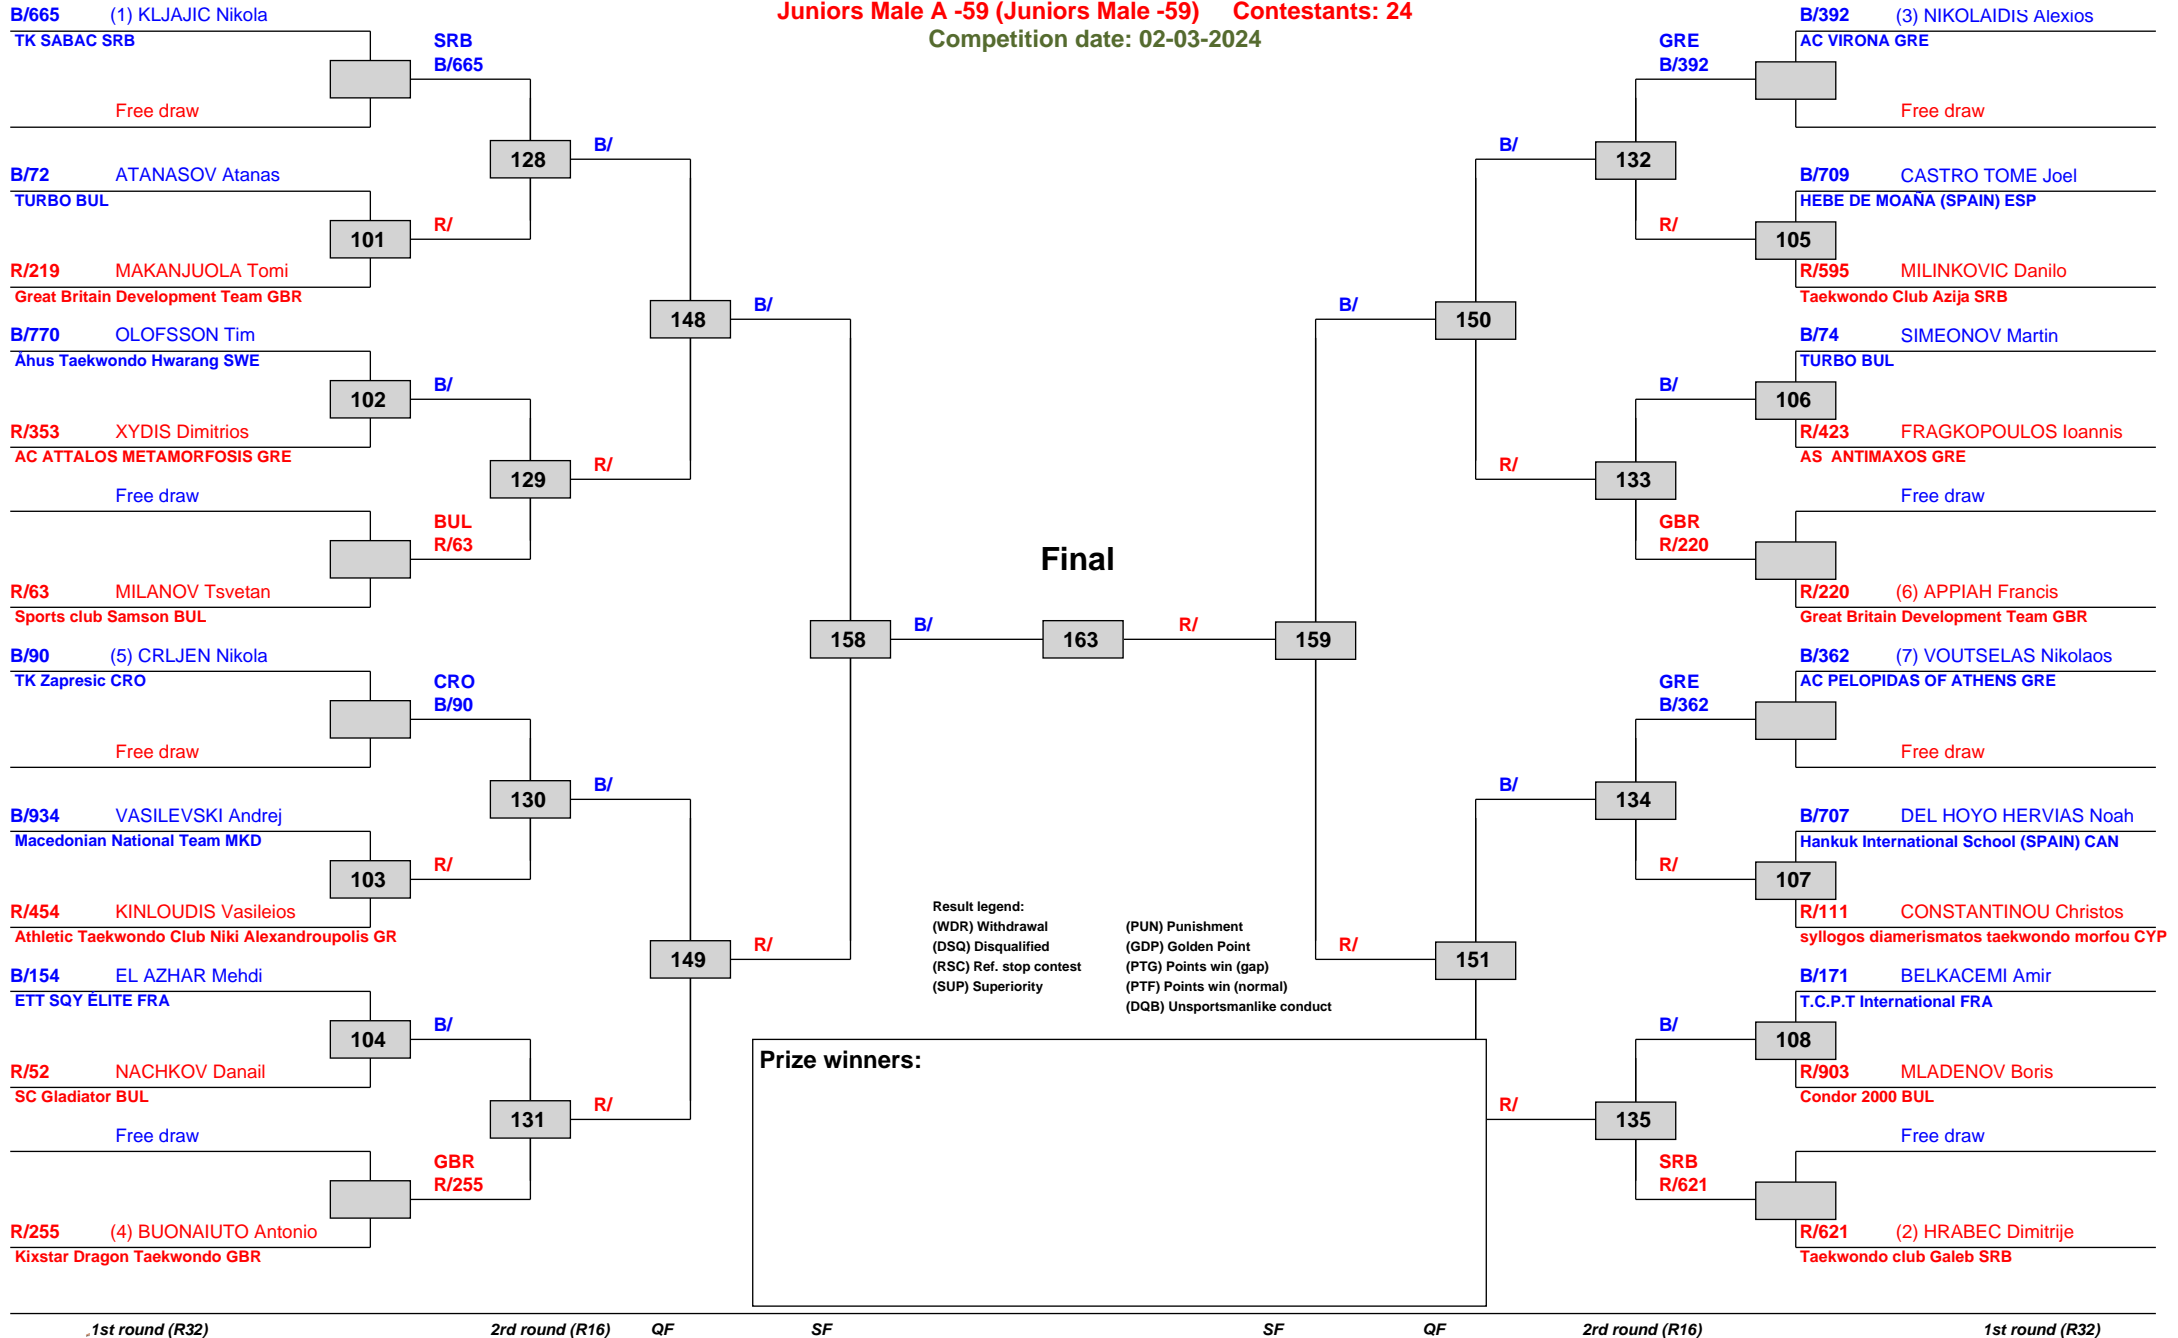 Juniors Male A -59 (Juniors Male -59) Contestants: 24
Competition date: 02-03-2024
B/665 (1) KLJAJIC Nikola
TK SABAC SRB
Free draw
SRB
B/665
B/72 ATANASOV Atanas
TURBO BUL
101
R/219 MAKANJUOLA Tomi
Great Britain Development Team GBR
R/
128
B/
B/770 OLOFSSON Tim
Åhus Taekwondo Hwarang SWE
102
R/353 XYDIS Dimitrios
AC ATTALOS METAMORFOSIS GRE
B/
129
R/
Free draw
BUL
R/63
R/63 MILANOV Tsvetan
Sports club Samson BUL
148
B/
B/90 (5) CRLJEN Nikola
TK Zapresic CRO
Free draw
CRO
B/90
B/934 VASILEVSKI Andrej
Macedonian National Team MKD
103
R/454 KINLOUDIS Vasileios
Athletic Taekwondo Club Niki Alexandroupolis GR
R/
130
B/
B/154 EL AZHAR Mehdi
ETT SQY ÉLITE FRA
104
R/52 NACHKOV Danail
SC Gladiator BUL
B/
131
R/
Free draw
GBR
R/255
R/255 (4) BUONAIUTO Antonio
Kixstar Dragon Taekwondo GBR
149
R/
158
B/
Final
163
R/
159
B/392 (3) NIKOLAIDIS Alexios
AC VIRONA GRE
Free draw
GRE
B/392
B/709 CASTRO TOME Joel
HEBE DE MOAÑA (SPAIN) ESP
105
R/595 MILINKOVIC Danilo
Taekwondo Club Azija SRB
R/
132
B/
B/74 SIMEONOV Martin
TURBO BUL
106
R/423 FRAGKOPOULOS Ioannis
AS ANTIMAXOS GRE
B/
133
R/
Free draw
GBR
R/220
R/220 (6) APPIAH Francis
Great Britain Development Team GBR
150
B/
B/362 (7) VOUTSELAS Nikolaos
AC PELOPIDAS OF ATHENS GRE
Free draw
GRE
B/362
B/707 DEL HOYO HERVIAS Noah
Hankuk International School (SPAIN) CAN
107
R/111 CONSTANTINOU Christos
syllogos diamerismatos taekwondo morfou CYP
R/
134
B/
B/171 BELKACEMI Amir
T.C.P.T International FRA
108
R/903 MLADENOV Boris
Condor 2000 BUL
B/
135
R/
Free draw
SRB
R/621
R/621 (2) HRABEC Dimitrije
Taekwondo club Galeb SRB
151
R/
Result legend:
(WDR) Withdrawal (PUN) Punishment
(DSQ) Disqualified (GDP) Golden Point
(RSC) Ref. stop contest (PTG) Points win (gap)
(SUP) Superiority (PTF) Points win (normal)
(DQB) Unsportsmanlike conduct
Prize winners:
1st round (R32) 2rd round (R16) QF SF SF QF 2rd round (R16) 1st round (R32)